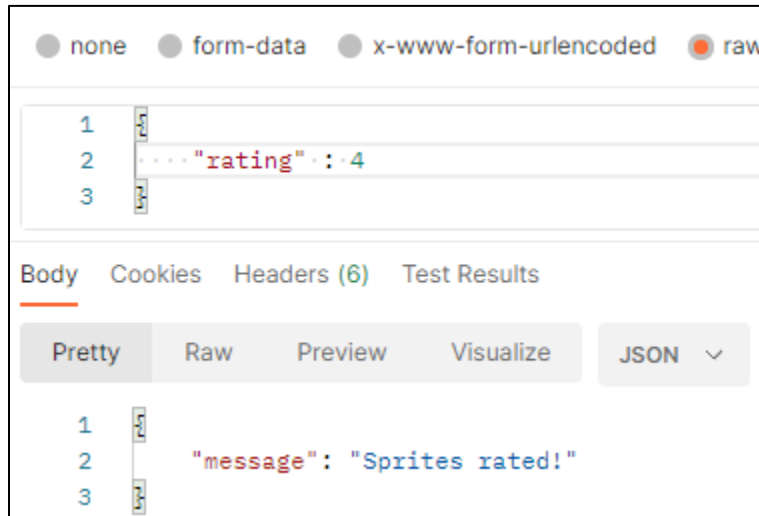 none form-data x-www-form-urlencoded raw
1 {
2 "rating" : 4
3 }
Body Cookies Headers (6) Test Results
Pretty Raw Preview Visualize JSON
1 {
2 "message": "Sprites rated!"
3 }